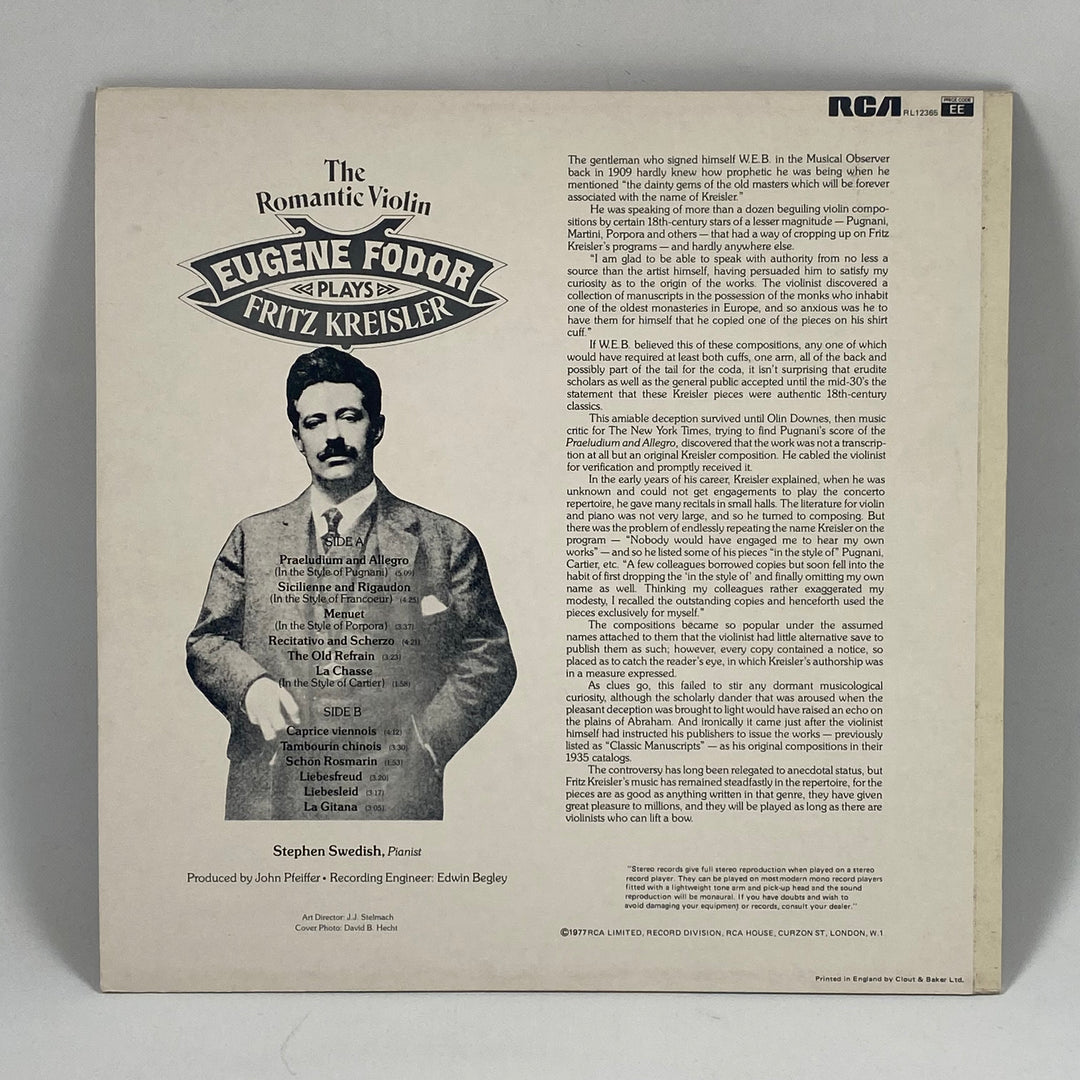 RCA RL12365 PRICE CODE EE
The
Romantic Violin
EUGENE FODOR
PLAYS
FRITZ KREISLER
SIDE A
Praeludium and Allegro
(In the Style of Pugnani) (5:09)
Sicilienne and Rigaudon
(In the Style of Francoeur) (4:25)
Menuet
(In the Style of Porpora) (3:37)
Recitativo and Scherzo (4:21)
The Old Refrain (3:23)
La Chasse
(In the Style of Cartier) (1:58)
SIDE B
Caprice viennois (4:12)
Tambourin chinois (3:30)
Schön Rosmarin (1:53)
Liebesfreud (3:20)
Liebesleid (3:17)
La Gitana (3:05)
Stephen Swedish, Pianist
Produced by John Pfeiffer • Recording Engineer: Edwin Begley
Art Director: J.J. Stelmach
Cover Photo: David B. Hecht
The gentleman who signed himself W.E.B. in the Musical Observer
back in 1909 hardly knew how prophetic he was being when he
mentioned "the dainty gems of the old masters which will be forever
associated with the name of Kreisler."
He was speaking of more than a dozen beguiling violin compo-
sitions by certain 18th-century stars of a lesser magnitude — Pugnani,
Martini, Porpora and others — that had a way of cropping up on Fritz
Kreisler's programs — and hardly anywhere else.
"I am glad to be able to speak with authority from no less a
source than the artist himself, having persuaded him to satisfy my
curiosity as to the origin of the works. The violinist discovered a
collection of manuscripts in the possession of the monks who inhabit
one of the oldest monasteries in Europe, and so anxious was he to
have them for himself that he copied one of the pieces on his shirt
cuff."
If W.E.B. believed this of these compositions, any one of which
would have required at least both cuffs, one arm, all of the back and
possibly part of the tail for the coda, it isn't surprising that erudite
scholars as well as the general public accepted until the mid-30's the
statement that these Kreisler pieces were authentic 18th-century
classics.
This amiable deception survived until Olin Downes, then music
critic for The New York Times, trying to find Pugnani's score of the
Praeludium and Allegro, discovered that the work was not a transcrip-
tion at all but an original Kreisler composition. He cabled the violinist
for verification and promptly received it.
In the early years of his career, Kreisler explained, when he was
unknown and could not get engagements to play the concerto
repertoire, he gave many recitals in small halls. The literature for violin
and piano was not very large, and so he turned to composing. But
there was the problem of endlessly repeating the name Kreisler on the
program — "Nobody would have engaged me to hear my own
works" — and so he listed some of his pieces "in the style of" Pugnani,
Cartier, etc. "A few colleagues borrowed copies but soon fell into the
habit of first dropping the 'in the style of' and finally omitting my own
name as well. Thinking my colleagues rather exaggerated my
modesty, I recalled the outstanding copies and henceforth used the
pieces exclusively for myself."
The compositions became so popular under the assumed
names attached to them that the violinist had little alternative save to
publish them as such; however, every copy contained a notice, so
placed as to catch the reader's eye, in which Kreisler's authorship was
in a measure expressed.
As clues go, this failed to stir any dormant musicological
curiosity, although the scholarly dander that was aroused when the
pleasant deception was brought to light would have raised an echo on
the plains of Abraham. And ironically it came just after the violinist
himself had instructed his publishers to issue the works — previously
listed as "Classic Manuscripts" — as his original compositions in their
1935 catalogs.
The controversy has long been relegated to anecdotal status, but
Fritz Kreisler's music has remained steadfastly in the repertoire, for the
pieces are as good as anything written in that genre, they have given
great pleasure to millions, and they will be played as long as there are
violinists who can lift a bow.
"Stereo records give full stereo reproduction when played on a stereo
record player. They can be played on most modern mono record players
fitted with a lightweight tone arm and pick-up head and the sound
reproduction will be monaural. If you have doubts and wish to
avoid damaging your equipment or records, consult your dealer."
©1977 RCA LIMITED, RECORD DIVISION, RCA HOUSE, CURZON ST, LONDON, W.1.
Printed in England by Clout & Baker Ltd.